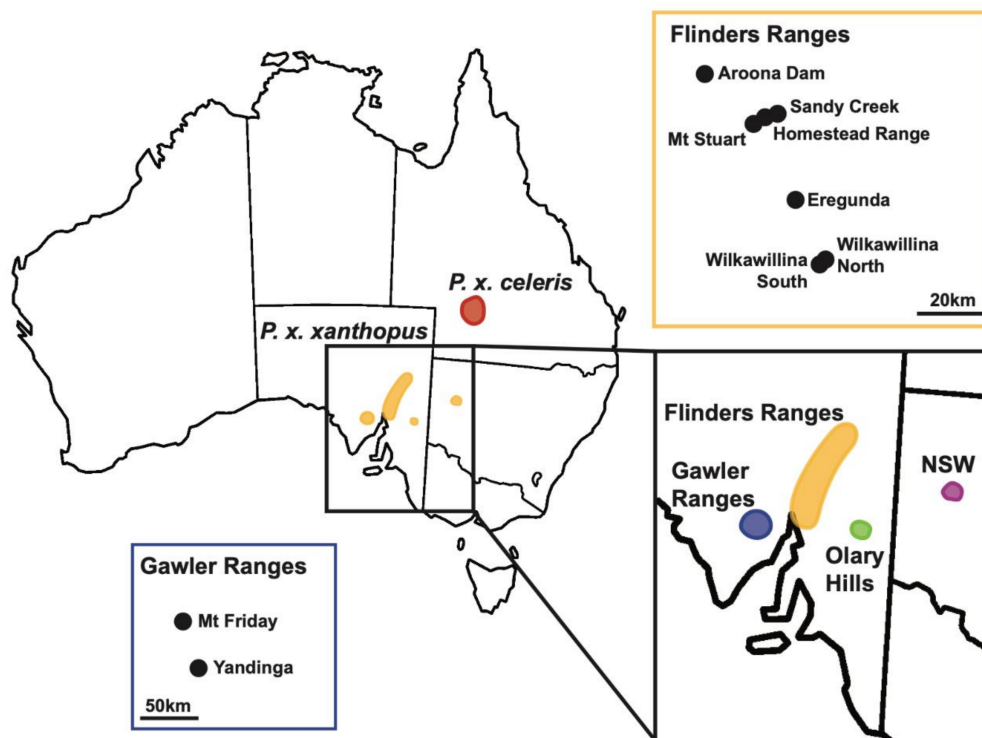 Flinders Ranges
Aroona Dam
Sandy Creek
Homestead Range
Mt Stuart
Eregunda
Wilkawillina
North
Wilkawillina
South
20km
P. x. celeris
P. x. xanthopus
Flinders Ranges
Gawler
Ranges
NSW
Olary
Hills
Gawler Ranges
Mt Friday
Yandinga
50km